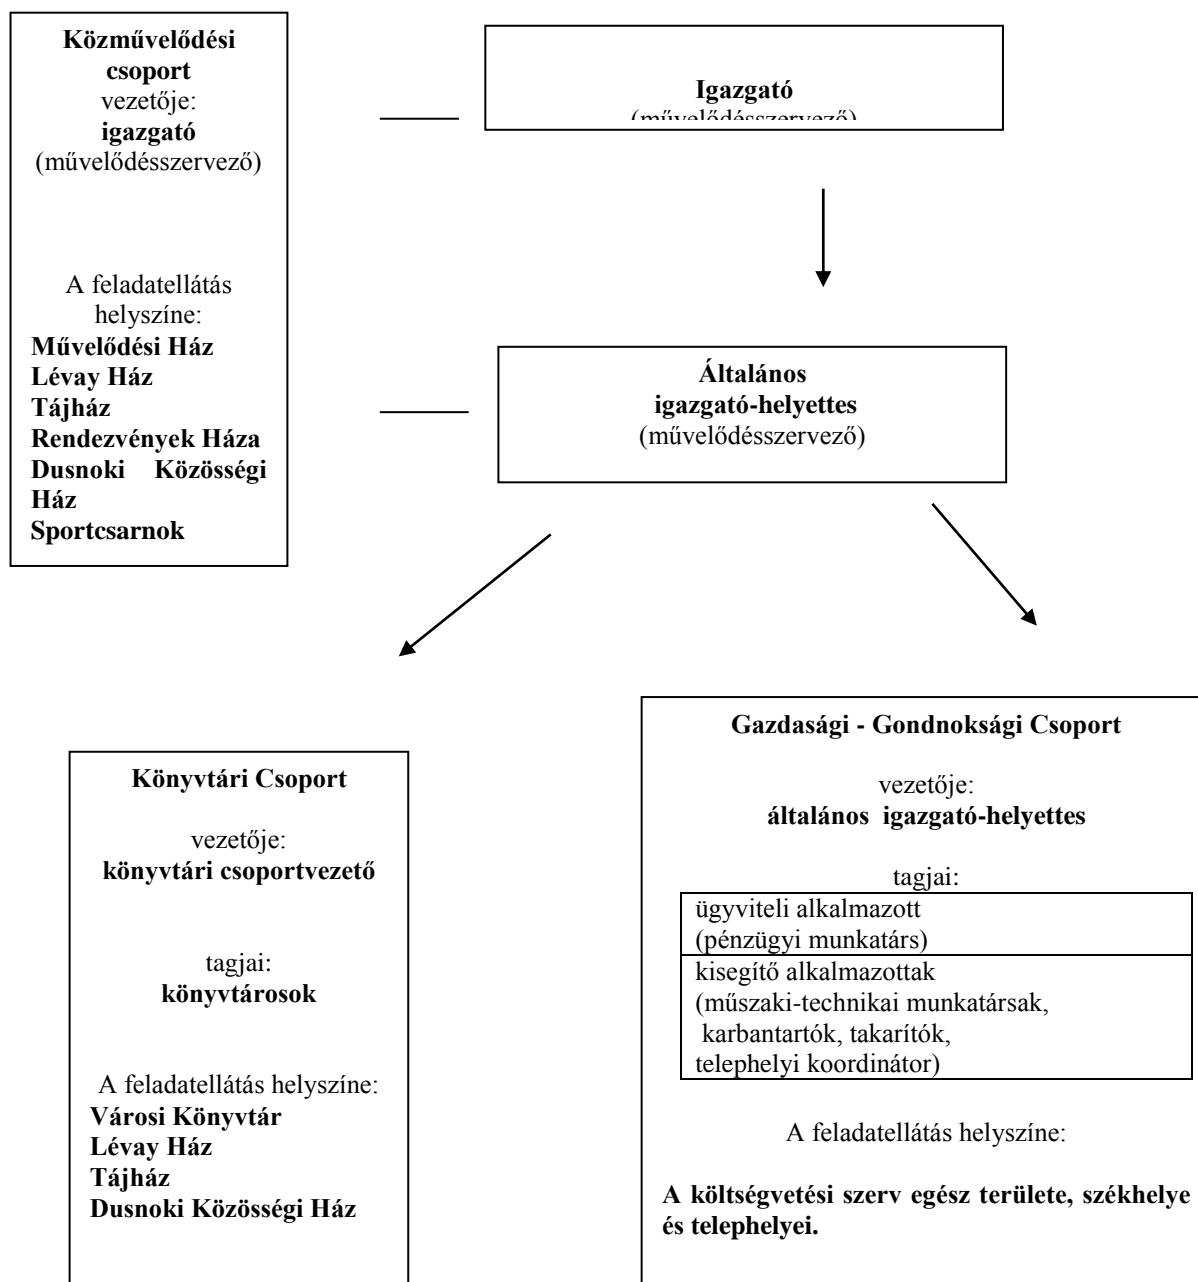 Közművelődési
csoport
vezetője:
igazgató
(művelődésszervező)
A feladatellátás
helyszíne:
Művelődési Ház
Lévay Ház
Tájház
Rendezvények Háza
Dusnoki Közösségi
Ház
Sportcsarnok
Igazgató
(művelődésszervező)
Általános
igazgató-helyettes
(művelődésszervező)
Könyvtári Csoport
vezetője:
könyvtári csoportvezető
tagjai:
könyvtárosok
A feladatellátás helyszíne:
Városi Könyvtár
Lévay Ház
Tájház
Dusnoki Közösségi Ház
Gazdasági - Gondnoksági Csoport
vezetője:
általános igazgató-helyettes
tagjai:
ügyviteli alkalmazott
(pénzügyi munkatárs)
kisegítő alkalmazottak
(műszaki-technikai munkatársak,
karbantartók, takarítók,
telephelyi koordinátor)
A feladatellátás helyszíne:
A költségvetési szerv egész területe, székhelye
és telephelyei.